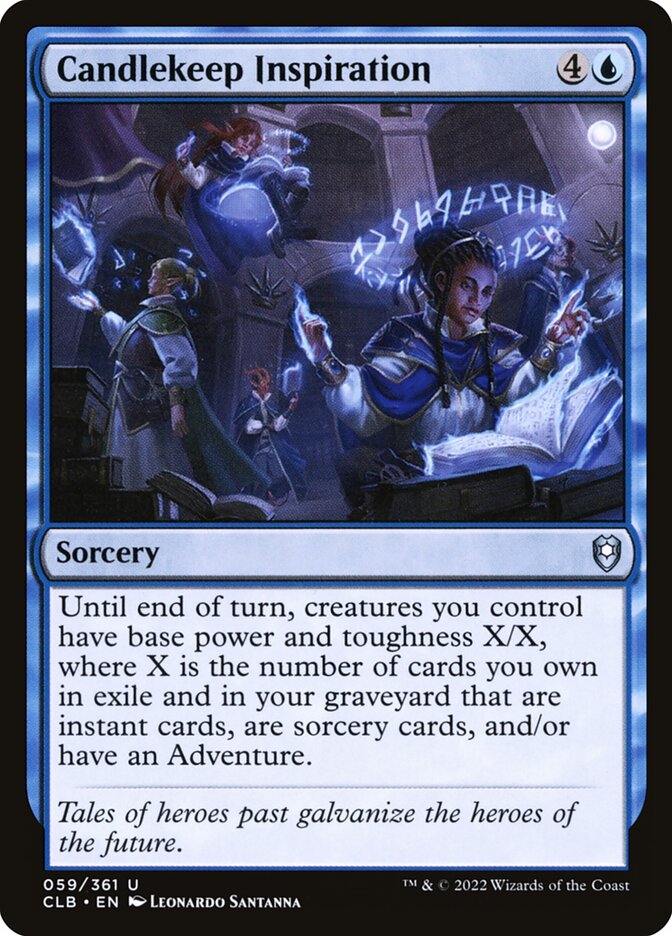 Candlekeep Inspiration 4
Sorcery
Until end of turn, creatures you control
have base power and toughness X/X,
where X is the number of cards you own
in exile and in your graveyard that are
instant cards, are sorcery cards, and/or
have an Adventure.
Tales of heroes past galvanize the heroes of
the future.
059/361 U ™ & © 2022 Wizards of the Coast
CLB • EN Leonardo Santanna